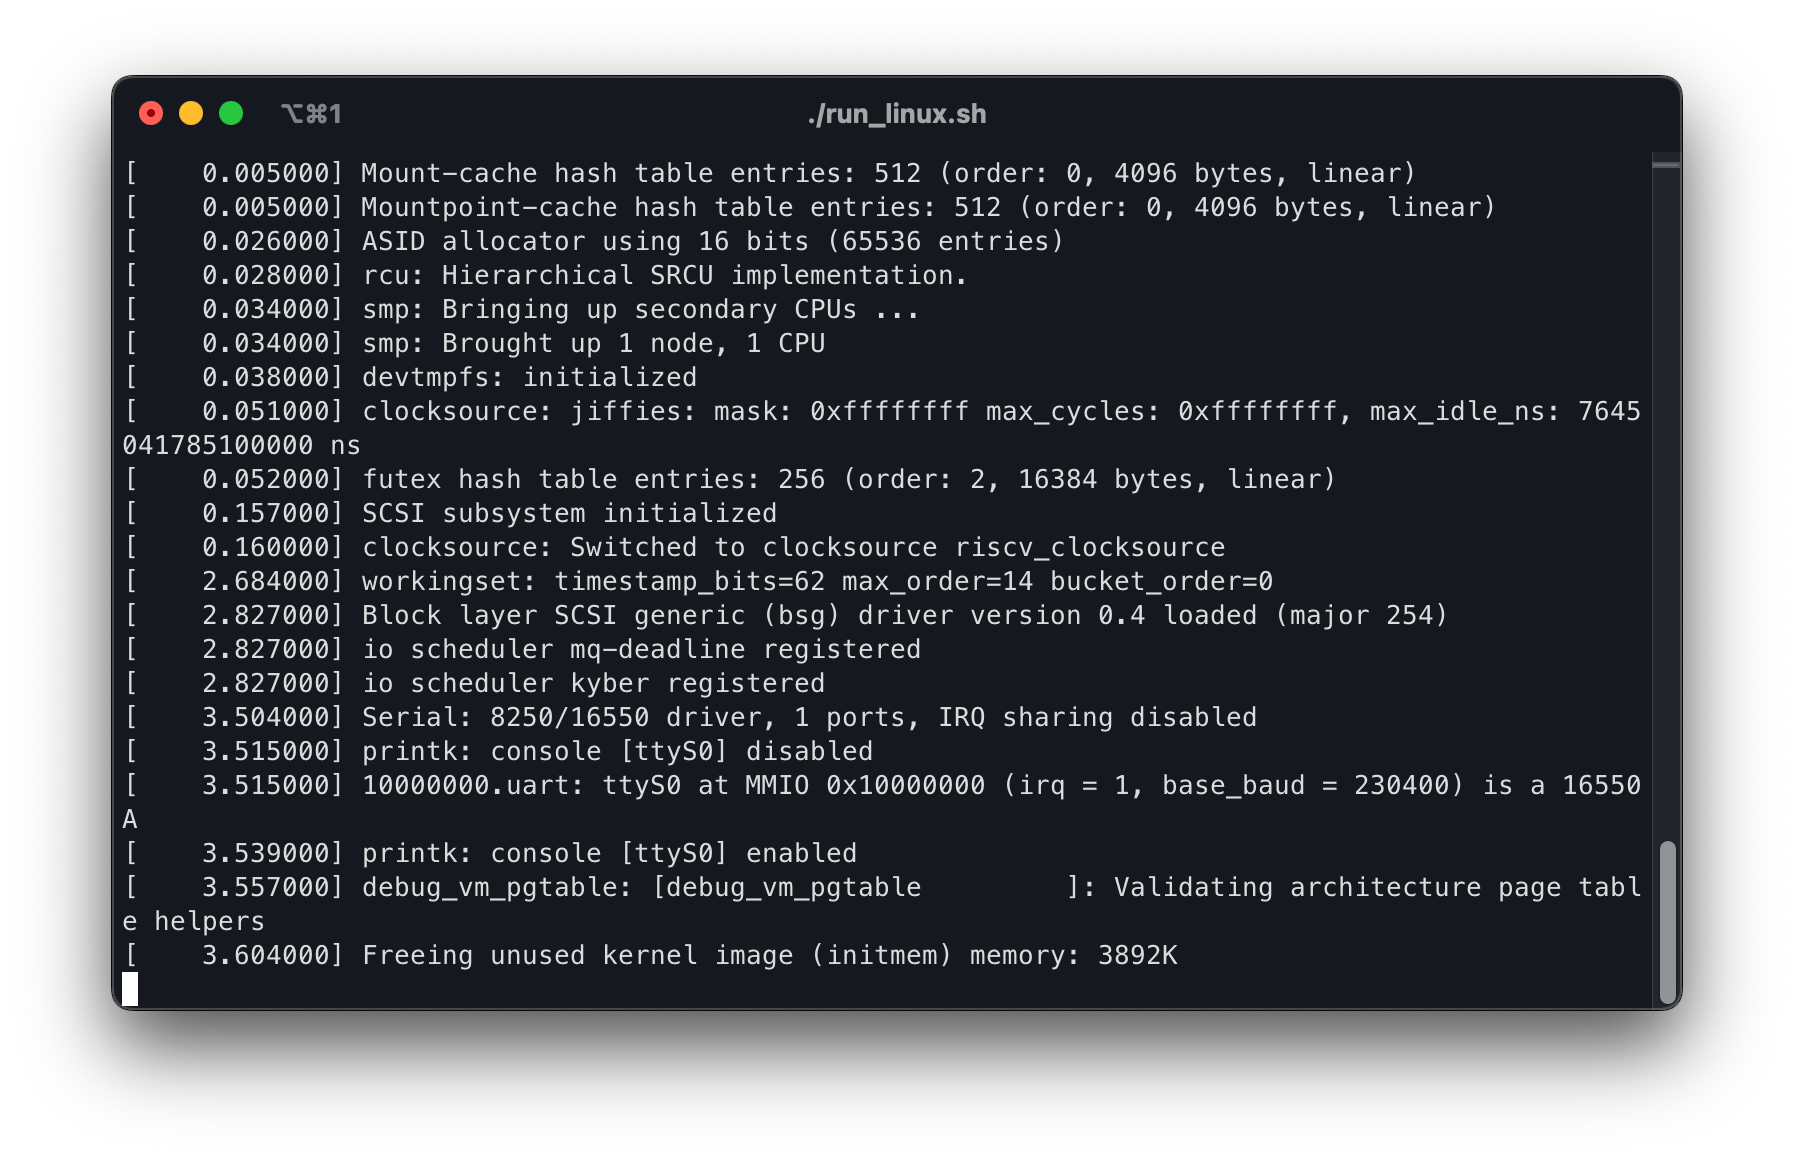 ⌥⌘1
./run_linux.sh
[    0.005000] Mount-cache hash table entries: 512 (order: 0, 4096 bytes, linear)
[    0.005000] Mountpoint-cache hash table entries: 512 (order: 0, 4096 bytes, linear)
[    0.026000] ASID allocator using 16 bits (65536 entries)
[    0.028000] rcu: Hierarchical SRCU implementation.
[    0.034000] smp: Bringing up secondary CPUs ...
[    0.034000] smp: Brought up 1 node, 1 CPU
[    0.038000] devtmpfs: initialized
[    0.051000] clocksource: jiffies: mask: 0xffffffff max_cycles: 0xffffffff, max_idle_ns: 7645
041785100000 ns
[    0.052000] futex hash table entries: 256 (order: 2, 16384 bytes, linear)
[    0.157000] SCSI subsystem initialized
[    0.160000] clocksource: Switched to clocksource riscv_clocksource
[    2.684000] workingset: timestamp_bits=62 max_order=14 bucket_order=0
[    2.827000] Block layer SCSI generic (bsg) driver version 0.4 loaded (major 254)
[    2.827000] io scheduler mq-deadline registered
[    2.827000] io scheduler kyber registered
[    3.504000] Serial: 8250/16550 driver, 1 ports, IRQ sharing disabled
[    3.515000] printk: console [ttyS0] disabled
[    3.515000] 10000000.uart: ttyS0 at MMIO 0x10000000 (irq = 1, base_baud = 230400) is a 16550
A
[    3.539000] printk: console [ttyS0] enabled
[    3.557000] debug_vm_pgtable: [debug_vm_pgtable         ]: Validating architecture page tabl
e helpers
[    3.604000] Freeing unused kernel image (initmem) memory: 3892K